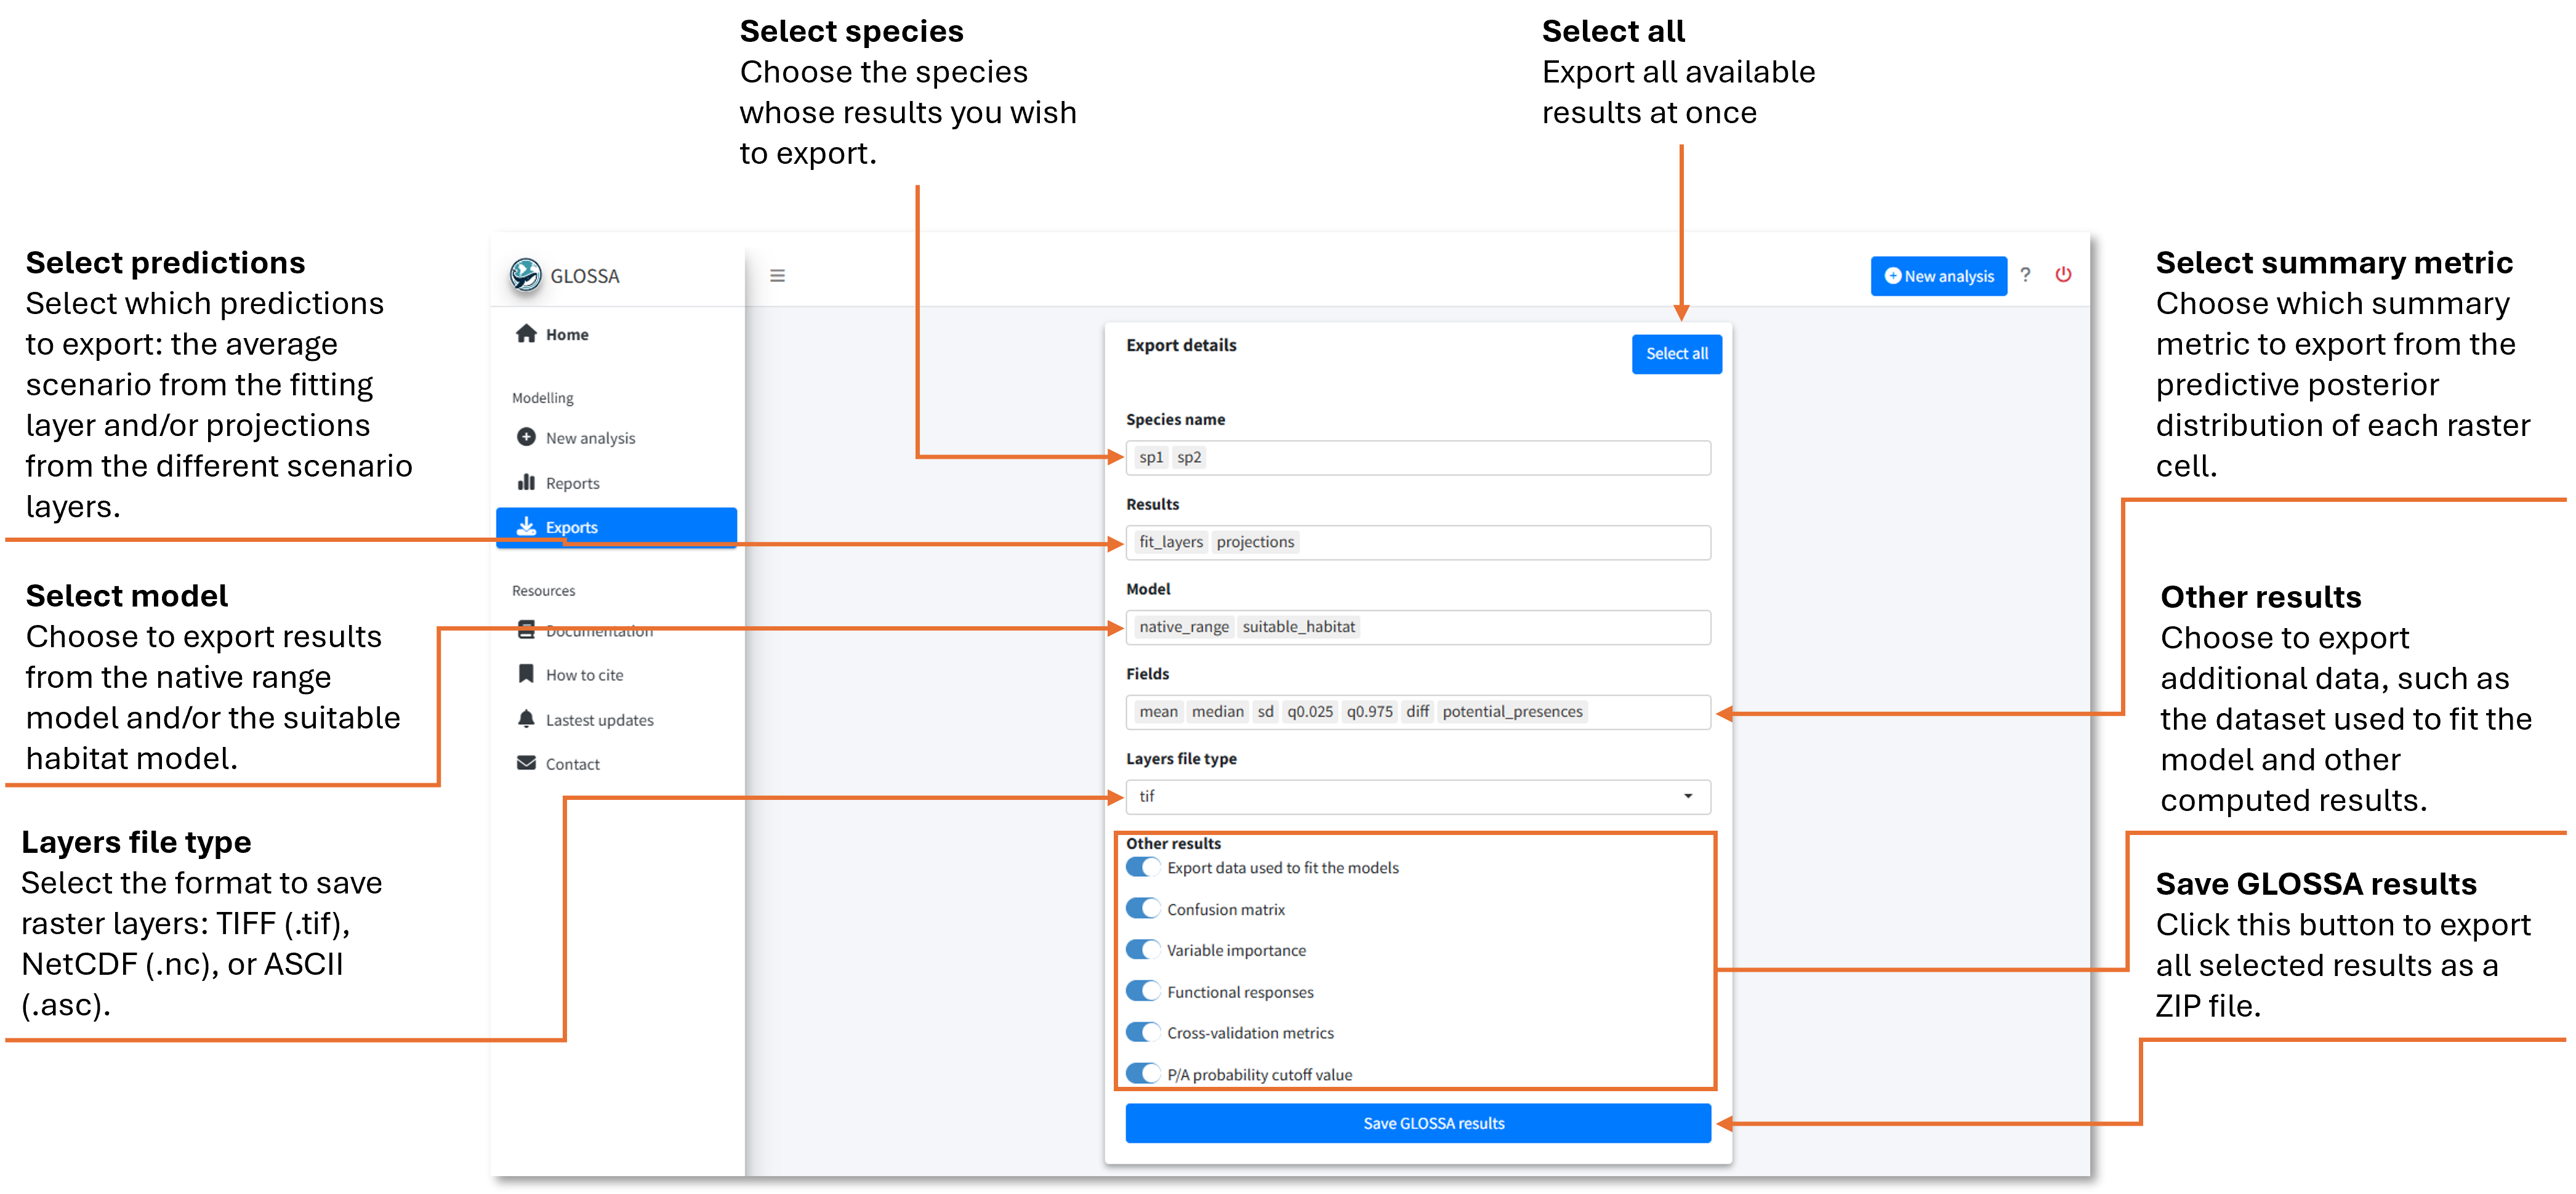 Select species
Choose the species
whose results you wish
to export.
Select all
Export all available
results at once
Select predictions
Select which predictions
to export: the average
scenario from the fitting
layer and/or projections
from the different scenario
layers.
Select model
Choose to export results
from the native range
model and/or the suitable
habitat model.
Layers file type
Select the format to save
raster layers: TIFF (.tif),
NetCDF (.nc), or ASCII
(.asc).
GLOSSA
Home
Modelling
New analysis
Reports
Exports
Resources
Documentation
How to cite
Lastest updates
Contact
New analysis ?
Export details
Select all
Species name
sp1 sp2
Results
fit_layers projections
Model
native_range suitable_habitat
Fields
mean median sd q0.025 q0.975 diff potential_presences
Layers file type
tif
Other results
Export data used to fit the models
Confusion matrix
Variable importance
Functional responses
Cross-validation metrics
P/A probability cutoff value
Save GLOSSA results
Select summary metric
Choose which summary
metric to export from the
predictive posterior
distribution of each raster
cell.
Other results
Choose to export
additional data, such as
the dataset used to fit the
model and other
computed results.
Save GLOSSA results
Click this button to export
all selected results as a
ZIP file.